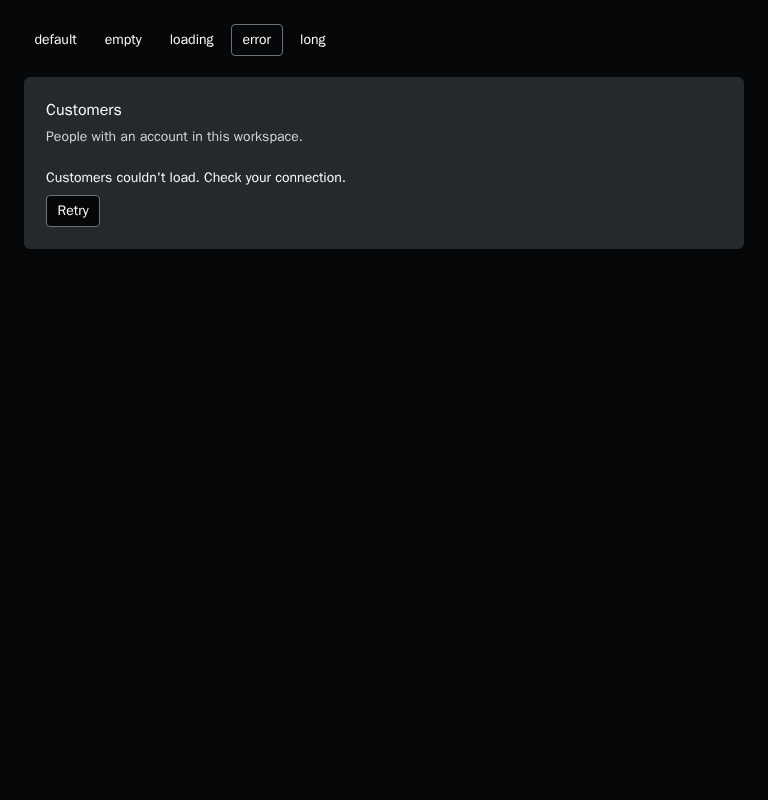 default empty loading error long
Customers
People with an account in this workspace.
Customers couldn't load. Check your connection.
Retry